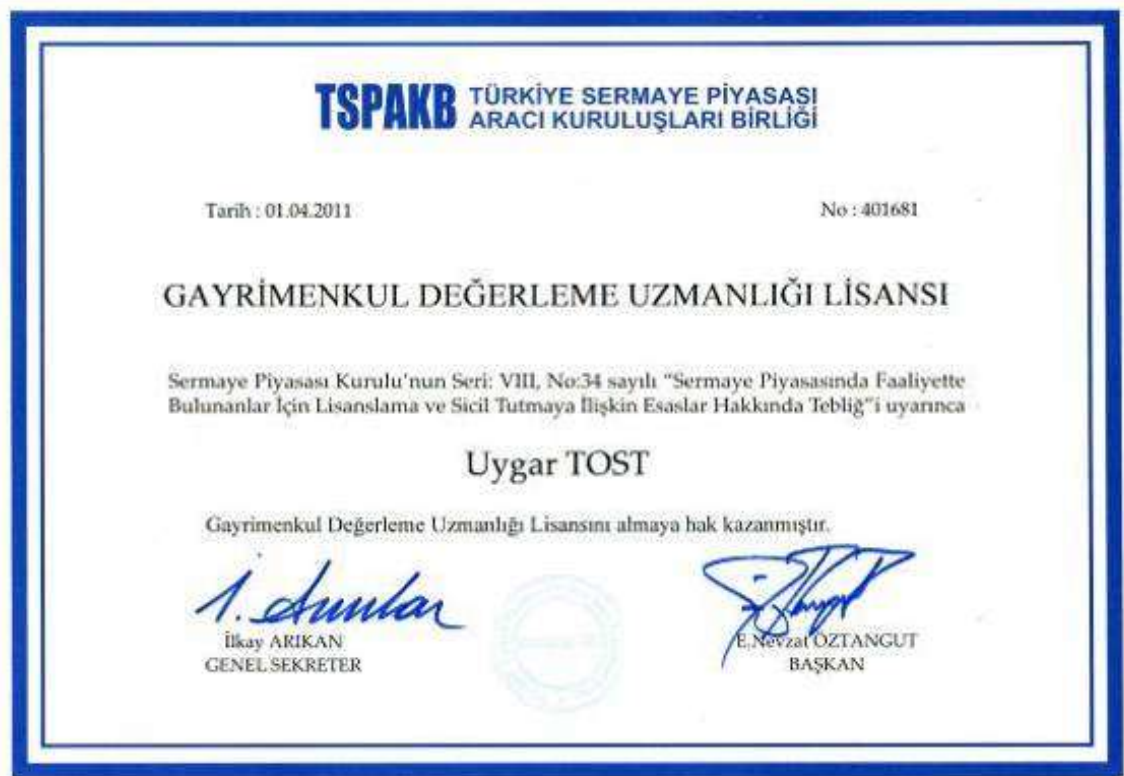 TSPAKB TÜRKİYE SERMAYE PİYASASI
ARACI KURULUŞLARI BİRLİĞİ
Tarih : 01.04.2011
No : 401681
GAYRİMENKUL DEĞERLEME UZMANLIĞI LİSANSI
Sermaye Piyasası Kurulu'nun Seri: VIII, No:34 sayılı "Sermaye Piyasasında Faaliyette
Bulunanlar İçin Lisanslama ve Sicil Tutmaya İlişkin Esaslar Hakkında Tebliğ"i uyarınca
Uygar TOST
Gayrimenkul Değerleme Uzmanlığı Lisansını almaya hak kazanmıştır.
İlkay ARIKAN
GENEL SEKRETER
E.Nevzat ÖZTANGUT
BAŞKAN